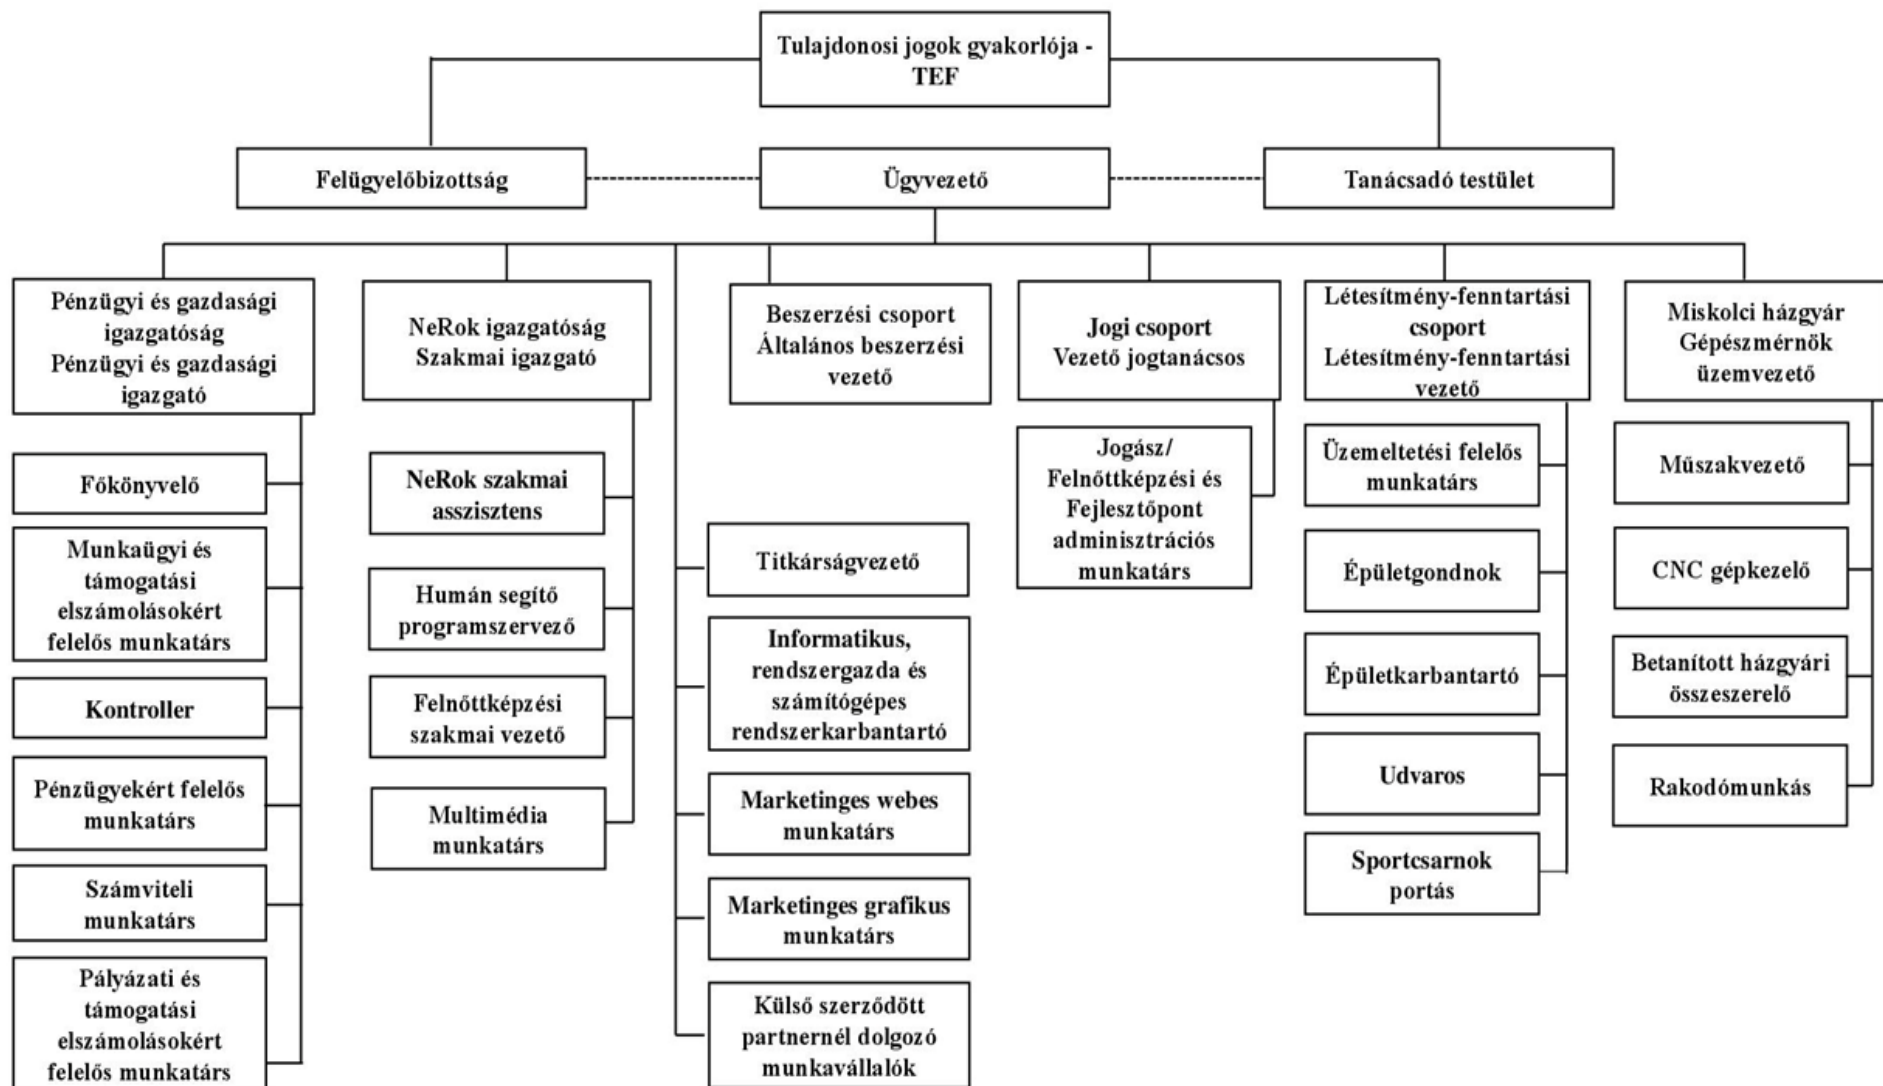 Tulajdonosi jogok gyakorlója -
TEF
Felügyelőbizottság
Ügyvezető
Tanácsadó testület
Pénzügyi és gazdasági
igazgatóság
Pénzügyi és gazdasági
igazgató
NeRok igazgatóság
Szakmai igazgató
Beszerzési csoport
Általános beszerzési
vezető
Jogi csoport
Vezető jogtanácsos
Létesítmény-fenntartási
csoport
Létesítmény-fenntartási
vezető
Miskolci házgyár
Gépészmérnök
üzemvezető
Főkönyvelő
Munkaügyi és
támogatási
elszámolásokért
felelős munkatárs
Kontroller
Pénzügyekért felelős
munkatárs
Számviteli
munkatárs
Pályázati és
támogatási
elszámolásokért
felelős munkatárs
NeRok szakmai
asszisztens
Humán segítő
programszervező
Felnőttképzési
szakmai vezető
Multimédia
munkatárs
Titkárságvezető
Informatikus,
rendszergazda és
számítógépes
rendszerkarbantartó
Marketinges webes
munkatárs
Marketinges grafikus
munkatárs
Külső szerződött
partnernél dolgozó
munkavállalók
Jogász/
Felnőttképzési és
Fejlesztőpont
adminisztrációs
munkatárs
Üzemeltetési felelős
munkatárs
Épületgondnok
Épületkarbantartó
Udvaros
Sportcsarnok
portás
Műszakvezető
CNC gépkezelő
Betanított házgyári
összeszerelő
Rakodómunkás